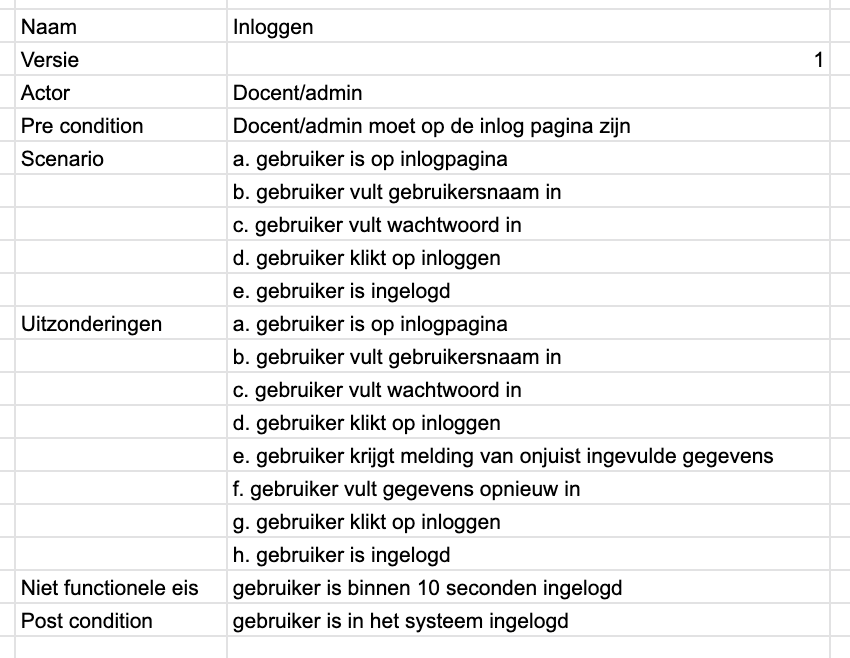 Naam Inloggen
Versie 1
Actor Docent/admin
Pre condition Docent/admin moet op de inlog pagina zijn
Scenario a. gebruiker is op inlogpagina
b. gebruiker vult gebruikersnaam in
c. gebruiker vult wachtwoord in
d. gebruiker klikt op inloggen
e. gebruiker is ingelogd
Uitzonderingen a. gebruiker is op inlogpagina
b. gebruiker vult gebruikersnaam in
c. gebruiker vult wachtwoord in
d. gebruiker klikt op inloggen
e. gebruiker krijgt melding van onjuist ingevulde gegevens
f. gebruiker vult gegevens opnieuw in
g. gebruiker klikt op inloggen
h. gebruiker is ingelogd
Niet functionele eis gebruiker is binnen 10 seconden ingelogd
Post condition gebruiker is in het systeem ingelogd